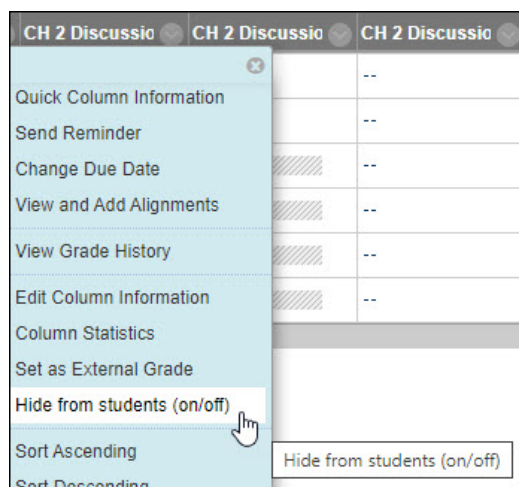 CH 2 Discussio CH 2 Discussio CH 2 Discussio
--
Quick Column Information
--
Send Reminder
Change Due Date
--
View and Add Alignments
--
View Grade History
--
Edit Column Information
--
Column Statistics
Set as External Grade
Hide from students (on/off)
Sort Ascending
Hide from students (on/off)
Sort Descending